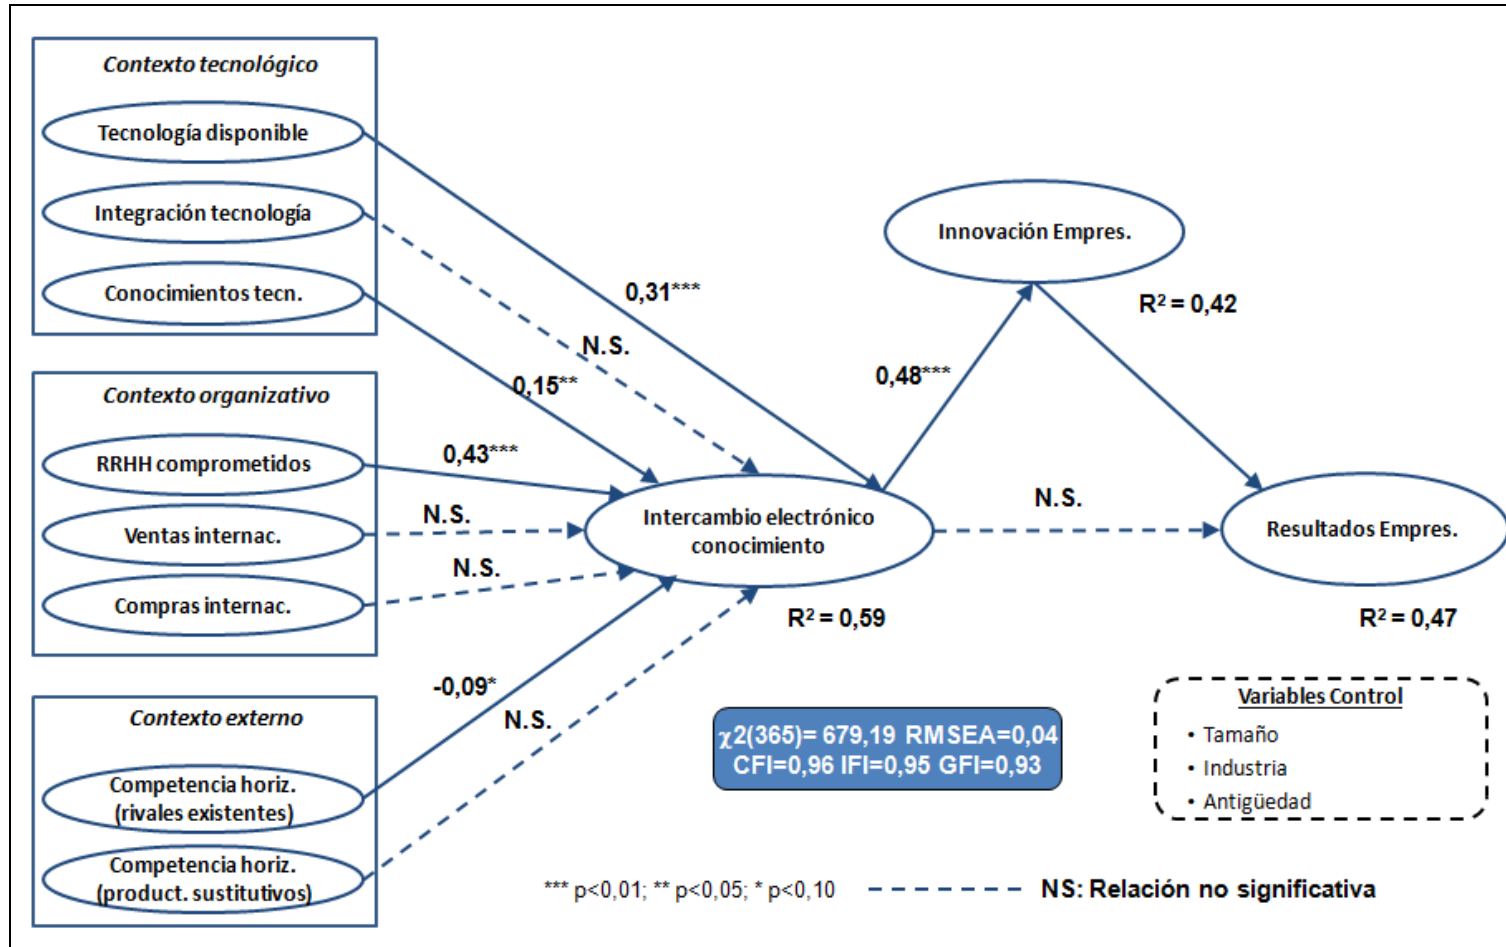 Contexto tecnológico
Tecnología disponible
Integración tecnología
Conocimientos tecn.
Contexto organizativo
RRHH comprometidos
Ventas internac.
Compras internac.
Contexto externo
Competencia horiz.
(rivales existentes)
Competencia horiz.
(product. sustitutivos)
0,31***
N.S.
0,15**
0,43***
N.S.
N.S.
-0,09*
N.S.
Intercambio electrónico
conocimiento
R² = 0,59
0,48***
Innovación Empres.
R² = 0,42
N.S.
Resultados Empres.
R² = 0,47
χ2(365)= 679,19 RMSEA=0,04
CFI=0,96 IFI=0,95 GFI=0,93
Variables Control
• Tamaño
• Industria
• Antigüedad
*** p<0,01; ** p<0,05; * p<0,10
NS: Relación no significativa